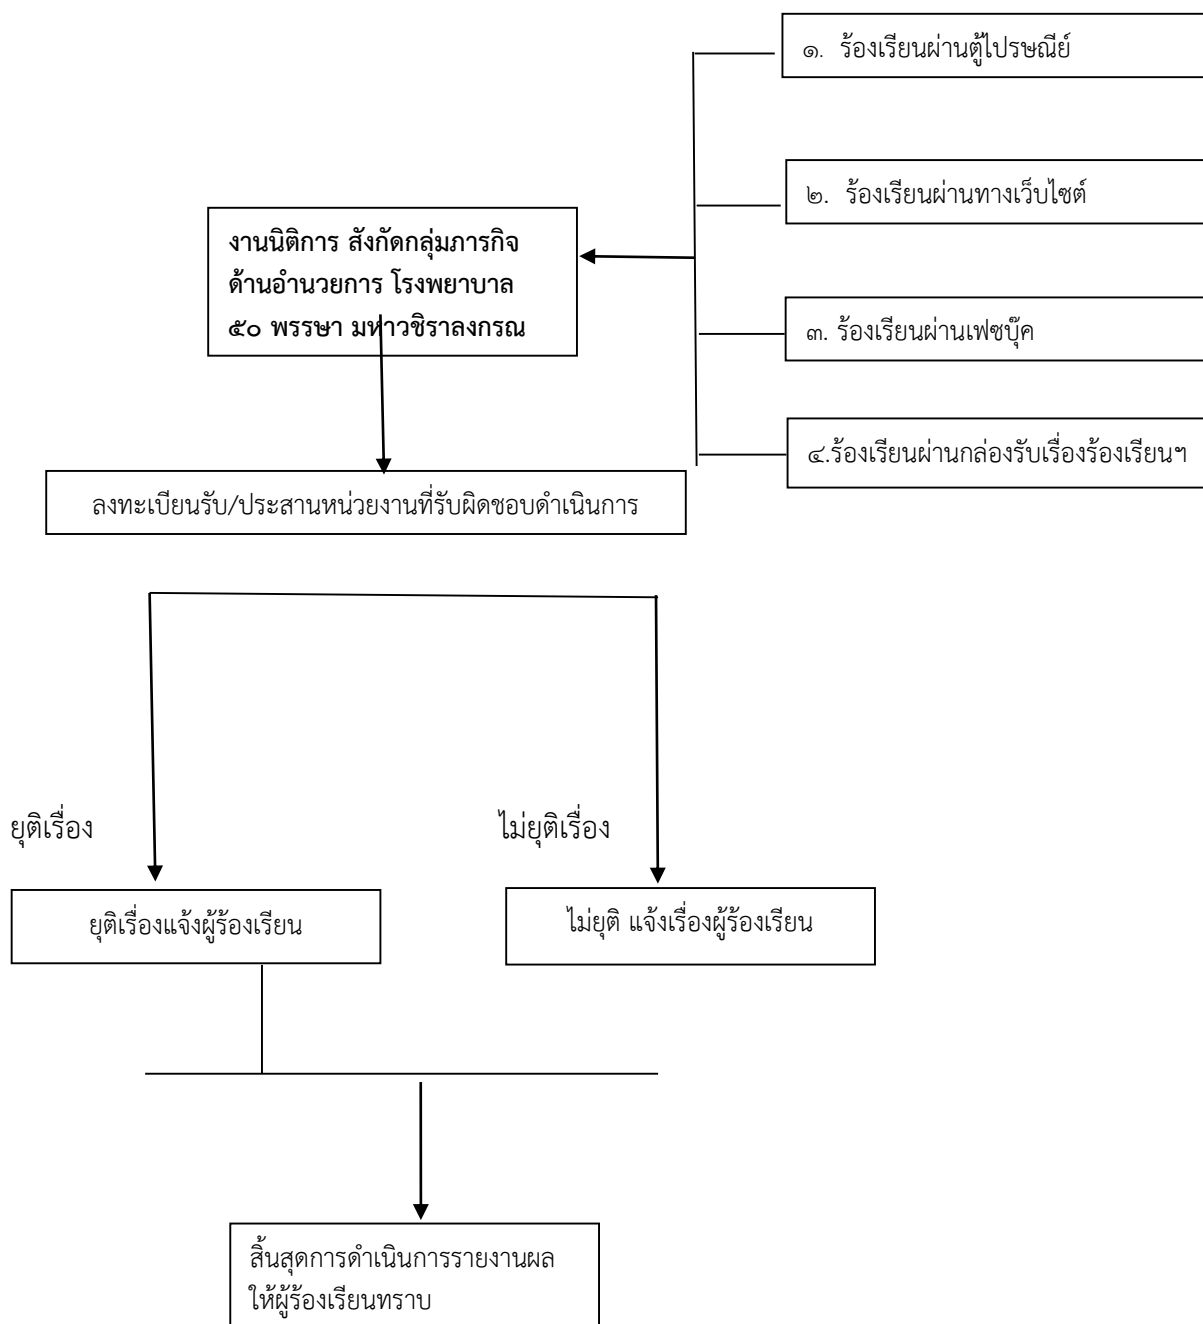 ๑. ร้องเรียนผ่านตู้ไปรษณีย์
๒. ร้องเรียนผ่านทางเว็บไซต์
งานนิติการ สังกัดกลุ่มภารกิจ
ด้านอำนวยการ โรงพยาบาล
๕๐ พรรษา มหาวชิราลงกรณ
๓. ร้องเรียนผ่านเฟซบุ๊ค
๔.ร้องเรียนผ่านกล่องรับเรื่องร้องเรียนฯ
ลงทะเบียนรับ/ประสานหน่วยงานที่รับผิดชอบดำเนินการ
ยุติเรื่อง
ไม่ยุติเรื่อง
ยุติเรื่องแจ้งผู้ร้องเรียน
ไม่ยุติ แจ้งเรื่องผู้ร้องเรียน
สิ้นสุดการดำเนินการรายงานผล
ให้ผู้ร้องเรียนทราบ